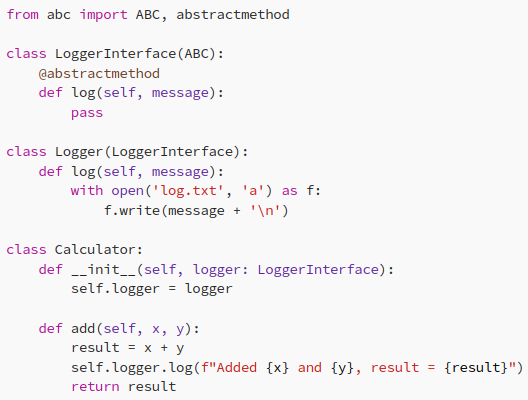 from abc import ABC, abstractmethod

class LoggerInterface(ABC):
    @abstractmethod
    def log(self, message):
        pass

class Logger(LoggerInterface):
    def log(self, message):
        with open('log.txt', 'a') as f:
            f.write(message + '\n')

class Calculator:
    def __init__(self, logger: LoggerInterface):
        self.logger = logger

    def add(self, x, y):
        result = x + y
        self.logger.log(f"Added {x} and {y}, result = {result}")
        return result